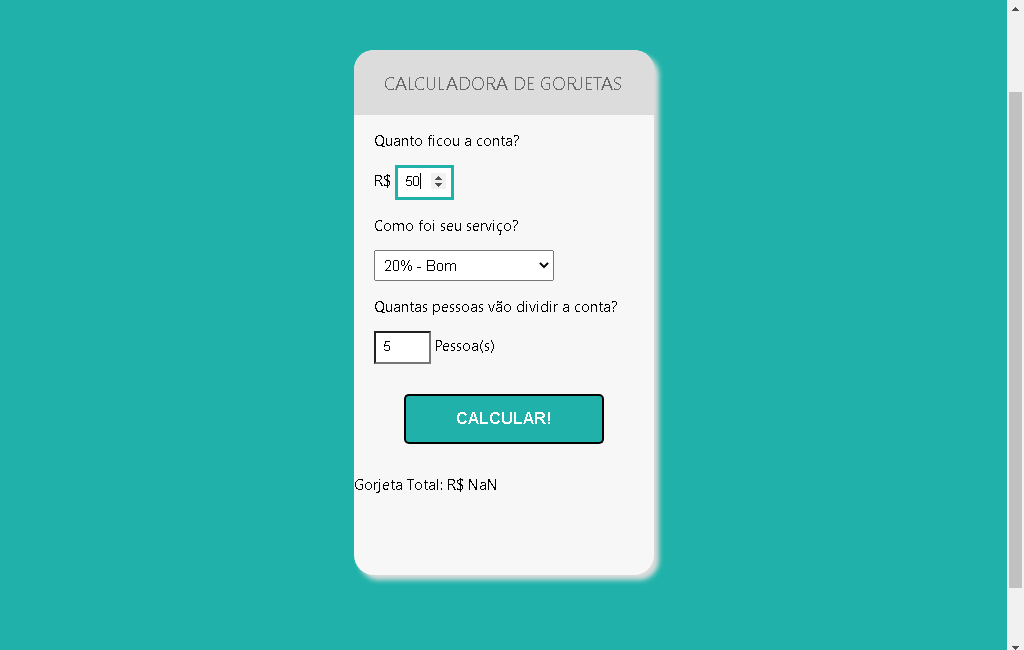 CALCULADORA DE GORJETAS
Quanto ficou a conta?
R$ 50
Como foi seu serviço?
20% - Bom
Quantas pessoas vão dividir a conta?
5 Pessoa(s)
CALCULAR!
Gorjeta Total: R$ NaN